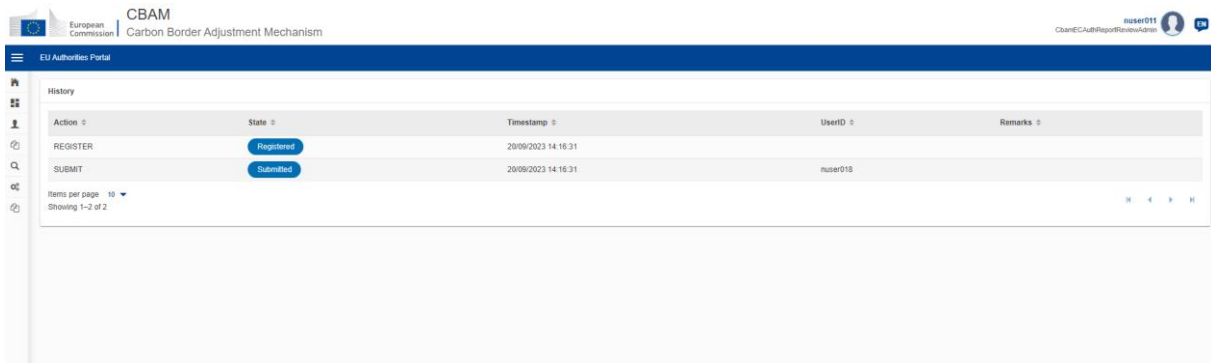 European
Commission
CBAM
Carbon Border Adjustment Mechanism
nuser011
CbamECAuthReportReviewAdmin
EN
EU Authorities Portal
History
Action State Timestamp UserID Remarks
REGISTER Registered 20/09/2023 14:16:31
SUBMIT Submitted 20/09/2023 14:16:31 nuser018
Items per page 10
Showing 1–2 of 2